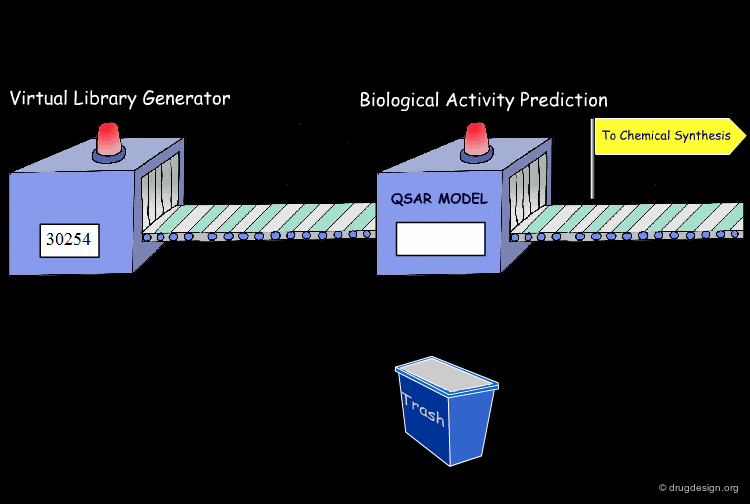 Virtual Library Generator
Biological Activity Prediction
To Chemical Synthesis
QSAR MODEL
30254
Trash
© drugdesign.org